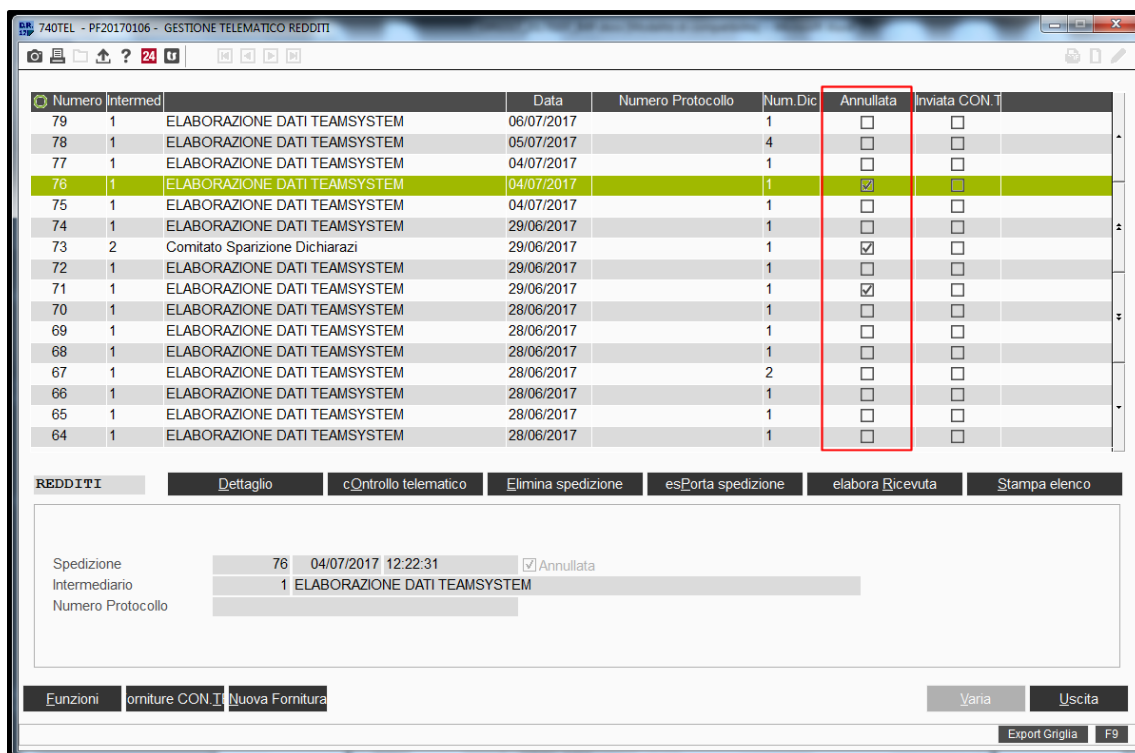 740TEL - PF20170106 - GESTIONE TELEMATICO REDDITI
? 24
Numero Intermed Data Numero Protocollo Num.Dic Annullata Inviata CON.T
79 1 ELABORAZIONE DATI TEAMSYSTEM 06/07/2017 1
78 1 ELABORAZIONE DATI TEAMSYSTEM 05/07/2017 4
77 1 ELABORAZIONE DATI TEAMSYSTEM 04/07/2017 1
76 1 ELABORAZIONE DATI TEAMSYSTEM 04/07/2017 1
75 1 ELABORAZIONE DATI TEAMSYSTEM 04/07/2017 1
74 1 ELABORAZIONE DATI TEAMSYSTEM 29/06/2017 1
73 2 Comitato Sparizione Dichiarazi 29/06/2017 1
72 1 ELABORAZIONE DATI TEAMSYSTEM 29/06/2017 1
71 1 ELABORAZIONE DATI TEAMSYSTEM 29/06/2017 1
70 1 ELABORAZIONE DATI TEAMSYSTEM 28/06/2017 1
69 1 ELABORAZIONE DATI TEAMSYSTEM 28/06/2017 1
68 1 ELABORAZIONE DATI TEAMSYSTEM 28/06/2017 1
67 1 ELABORAZIONE DATI TEAMSYSTEM 28/06/2017 2
66 1 ELABORAZIONE DATI TEAMSYSTEM 28/06/2017 1
65 1 ELABORAZIONE DATI TEAMSYSTEM 28/06/2017 1
64 1 ELABORAZIONE DATI TEAMSYSTEM 28/06/2017 1
REDDITI Dettaglio cOntrollo telematico Elimina spedizione esPorta spedizione elabora Ricevuta Stampa elenco
Spedizione 76 04/07/2017 12:22:31 Annullata
Intermediario 1 ELABORAZIONE DATI TEAMSYSTEM
Numero Protocollo
Funzioni orniture CON.TE Nuova Fornitura Varia Uscita
Export Griglia F9